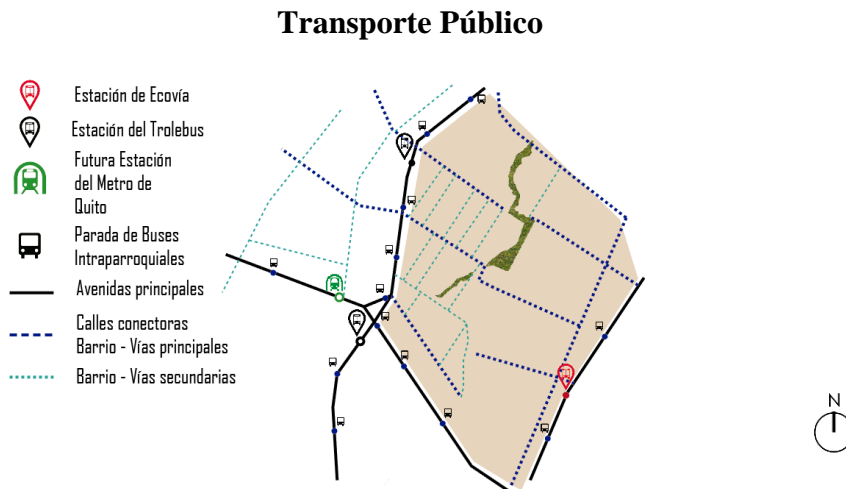 Transporte Público
Estación de Ecovía
Estación del Trolebus
Futura Estación
del Metro de
Quito
Parada de Buses
Intraparroquiales
Avenidas principales
Calles conectoras
Barrio - Vías principales
Barrio - Vías secundarias
N